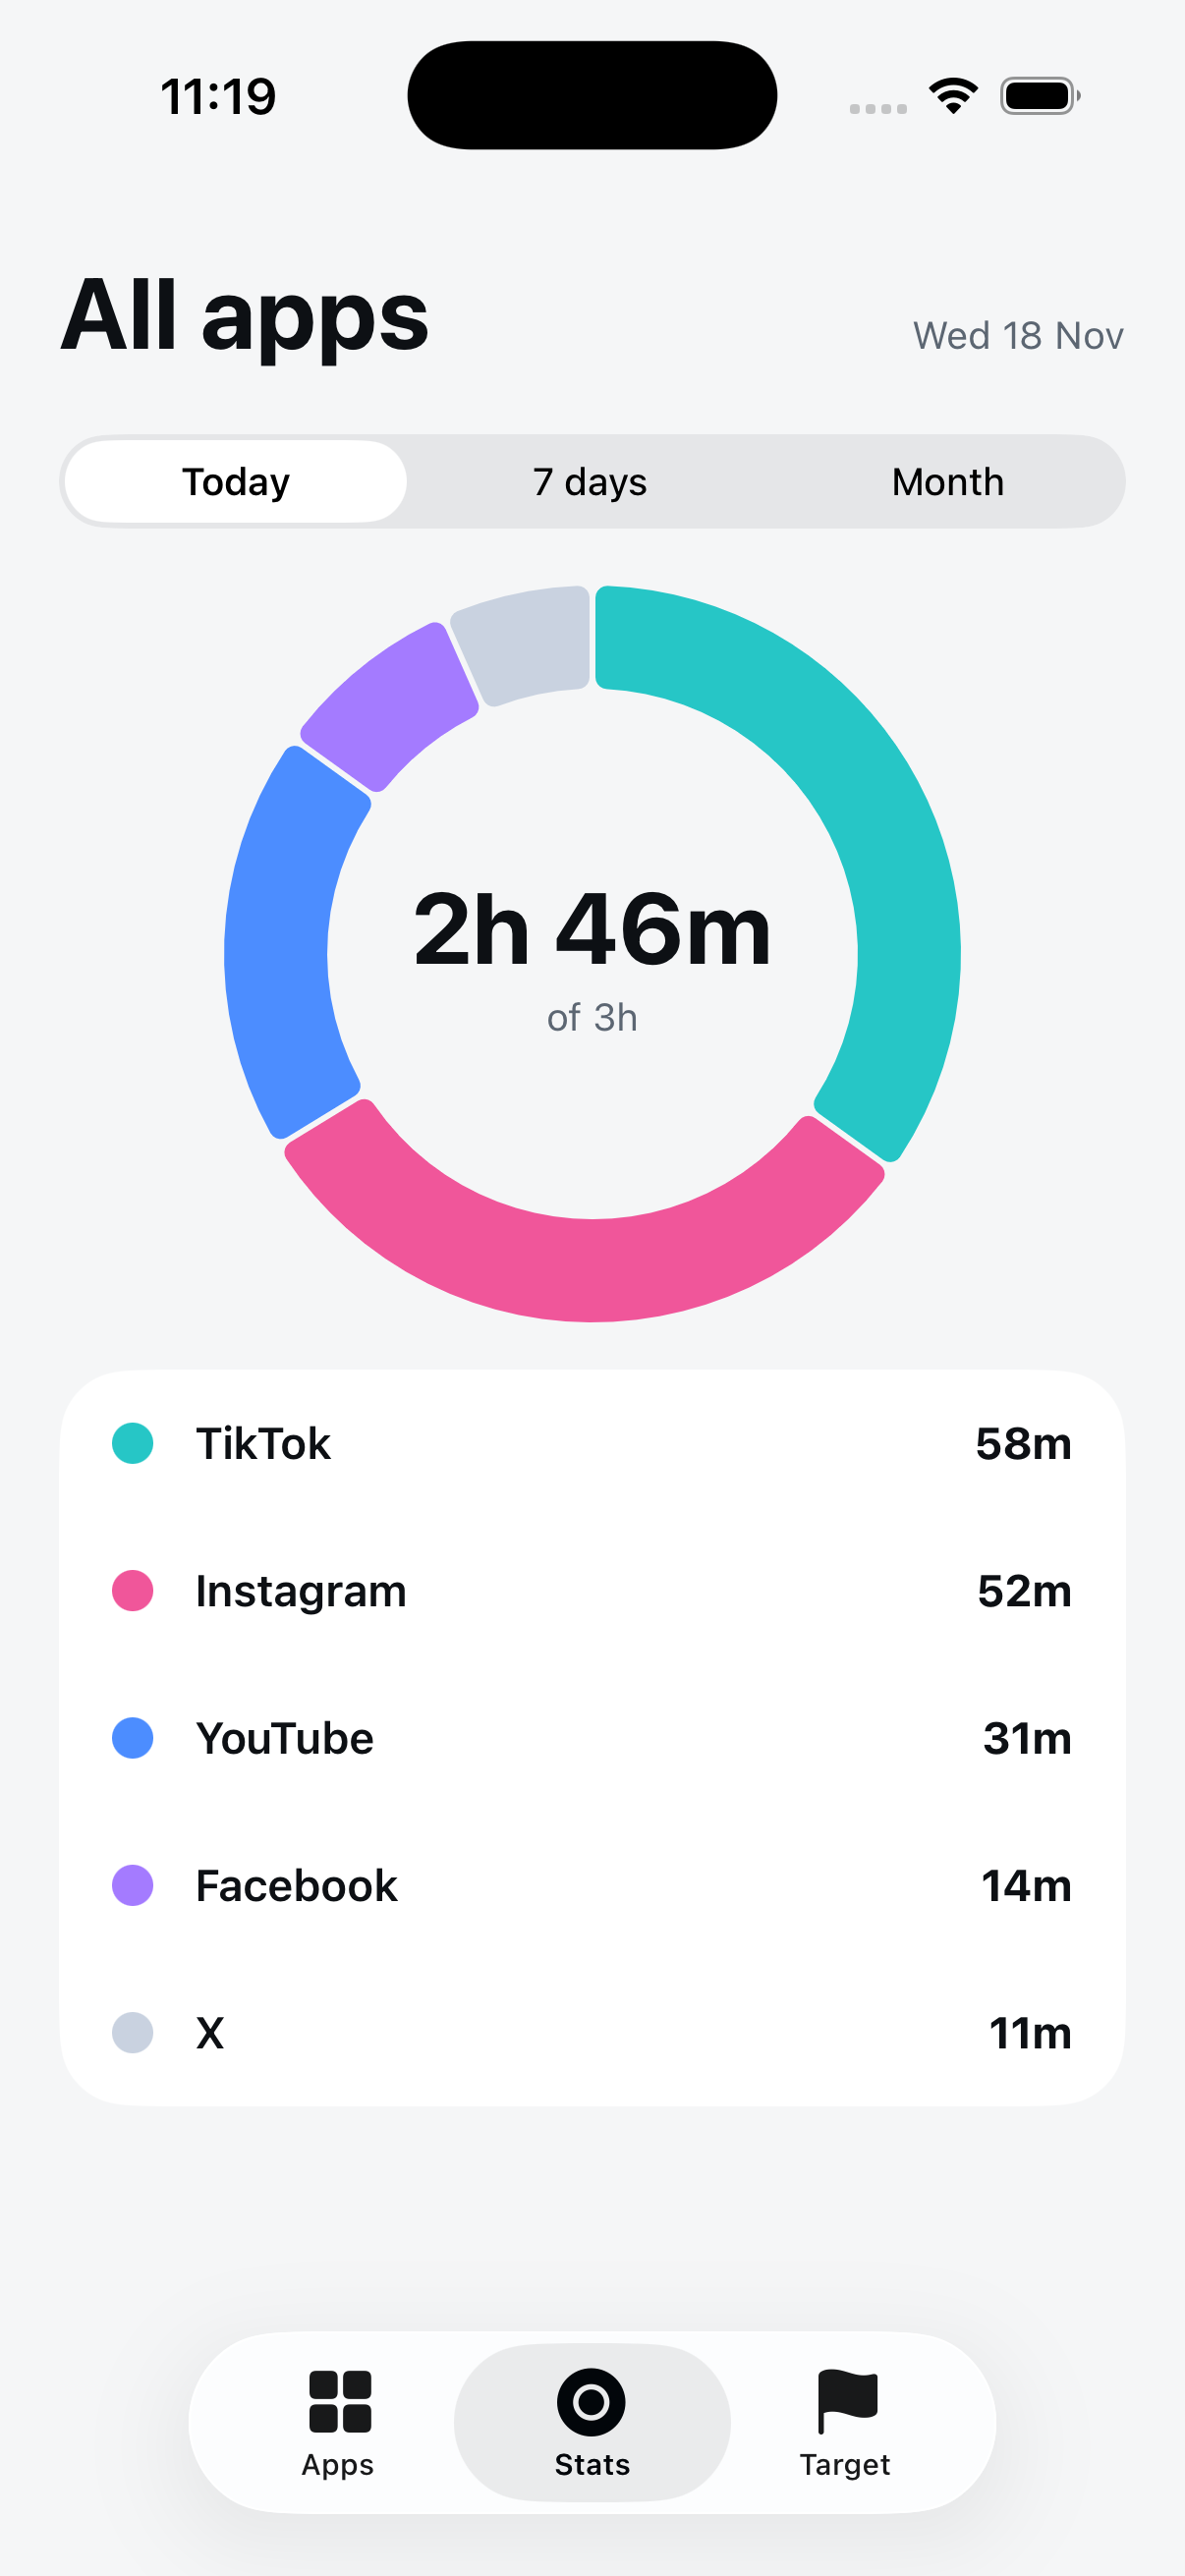 11:19
All apps
Wed 18 Nov
Today 7 days Month
2h 46m
of 3h
TikTok 58m
Instagram 52m
YouTube 31m
Facebook 14m
X 11m
Apps Stats Target